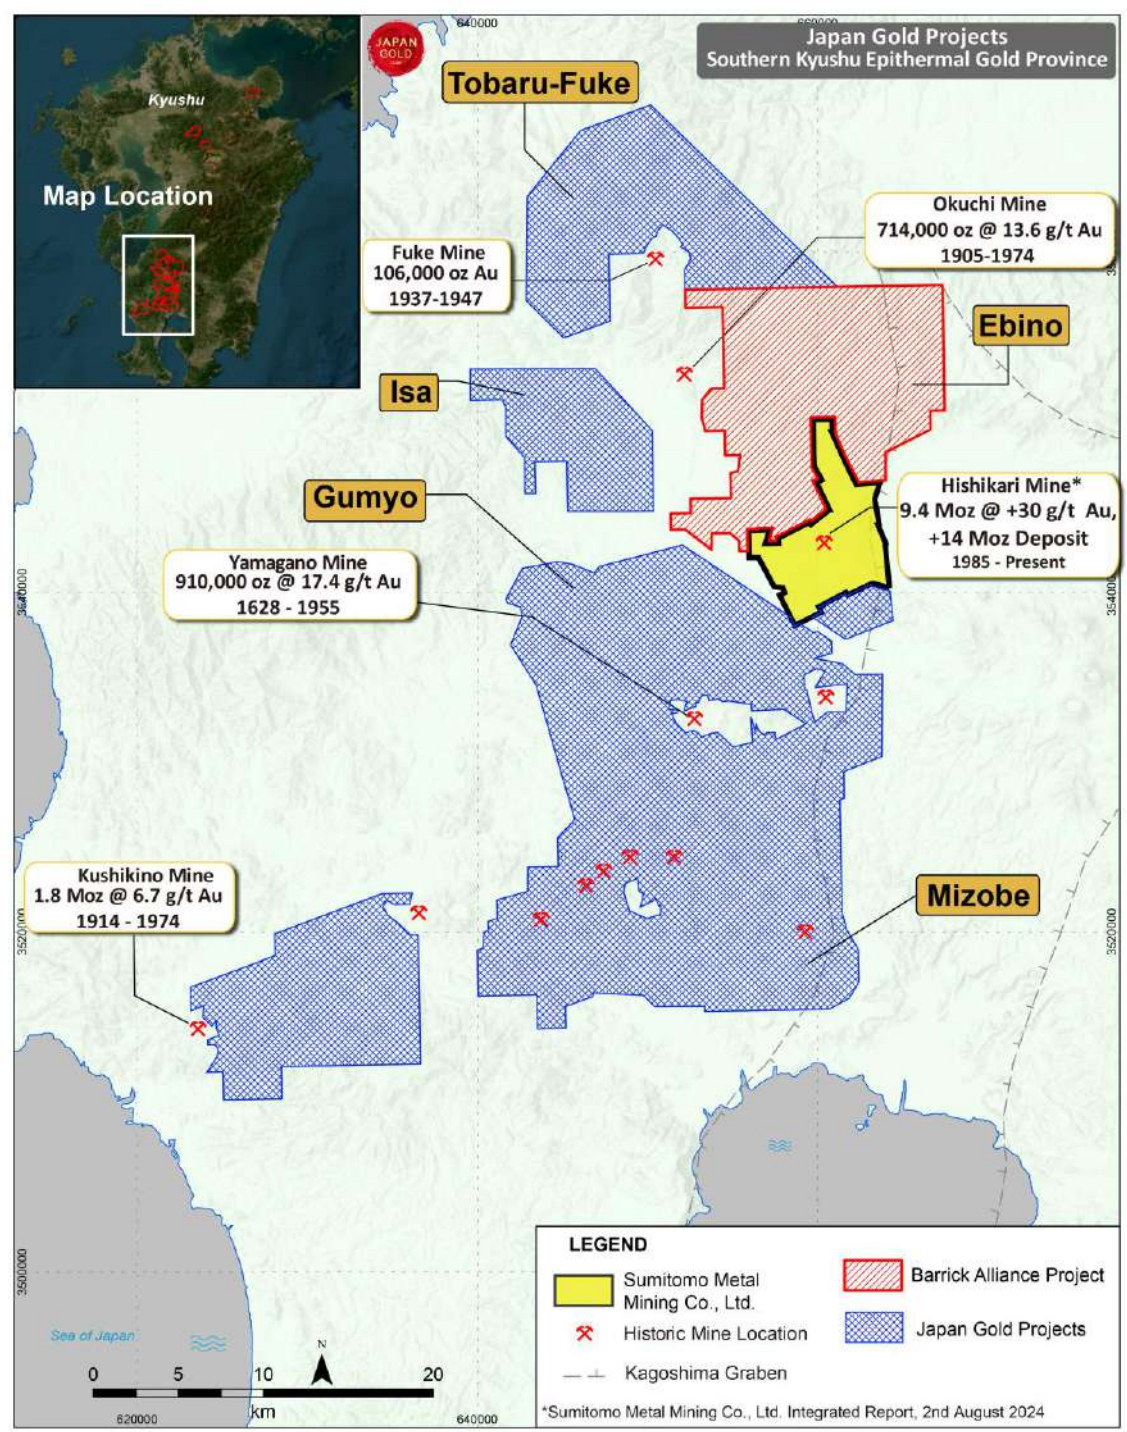 640000
660000
Japan Gold Projects
Southern Kyushu Epithermal Gold Province
JAPAN
GOLD
Kyushu
Map Location
Tobaru-Fuke
Okuchi Mine
714,000 oz @ 13.6 g/t Au
1905-1974
Fuke Mine
106,000 oz Au
1937-1947
Ebino
Isa
Gumyo
Hishikari Mine*
9.4 Moz @ +30 g/t Au,
+14 Moz Deposit
1985 - Present
Yamagano Mine
910,000 oz @ 17.4 g/t Au
1628 - 1955
3540000
Kushikino Mine
1.8 Moz @ 6.7 g/t Au
1914 - 1974
Mizobe
3520000
3520000
3500000
LEGEND
Sumitomo Metal
Mining Co., Ltd.
Barrick Alliance Project
Historic Mine Location
Japan Gold Projects
Kagoshima Graben
*Sumitomo Metal Mining Co., Ltd. Integrated Report, 2nd August 2024
Sea of Japan
N
0 5 10 20
km
620000
640000